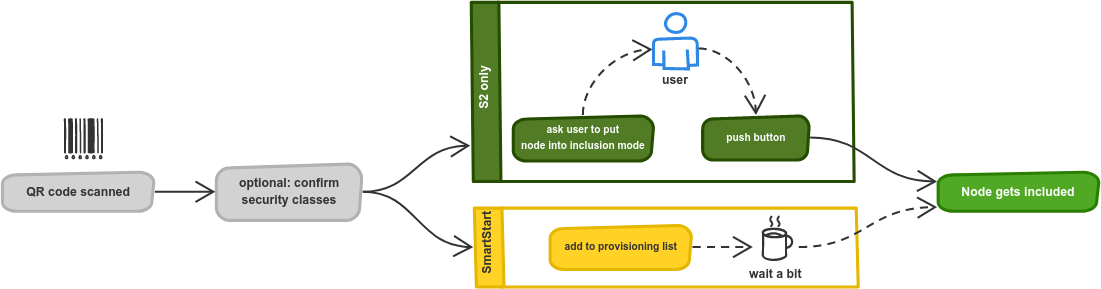 QR code scanned
optional: confirm
security classes
S2 only
user
ask user to put
node into inclusion mode
push button
SmartStart
add to provisioning list
wait a bit
Node gets included